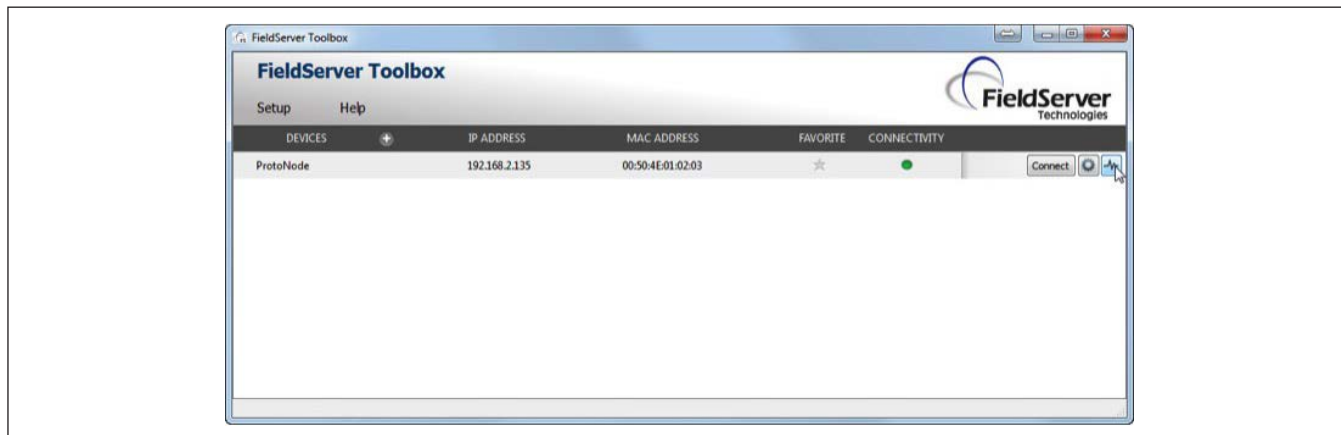 FieldServer Toolbox
FieldServer Toolbox
Setup Help
FieldServer
Technologies
DEVICES IP ADDRESS MAC ADDRESS FAVORITE CONNECTIVITY
ProtoNode 192.168.2.135 00:50:4E:01:02:03 Connect